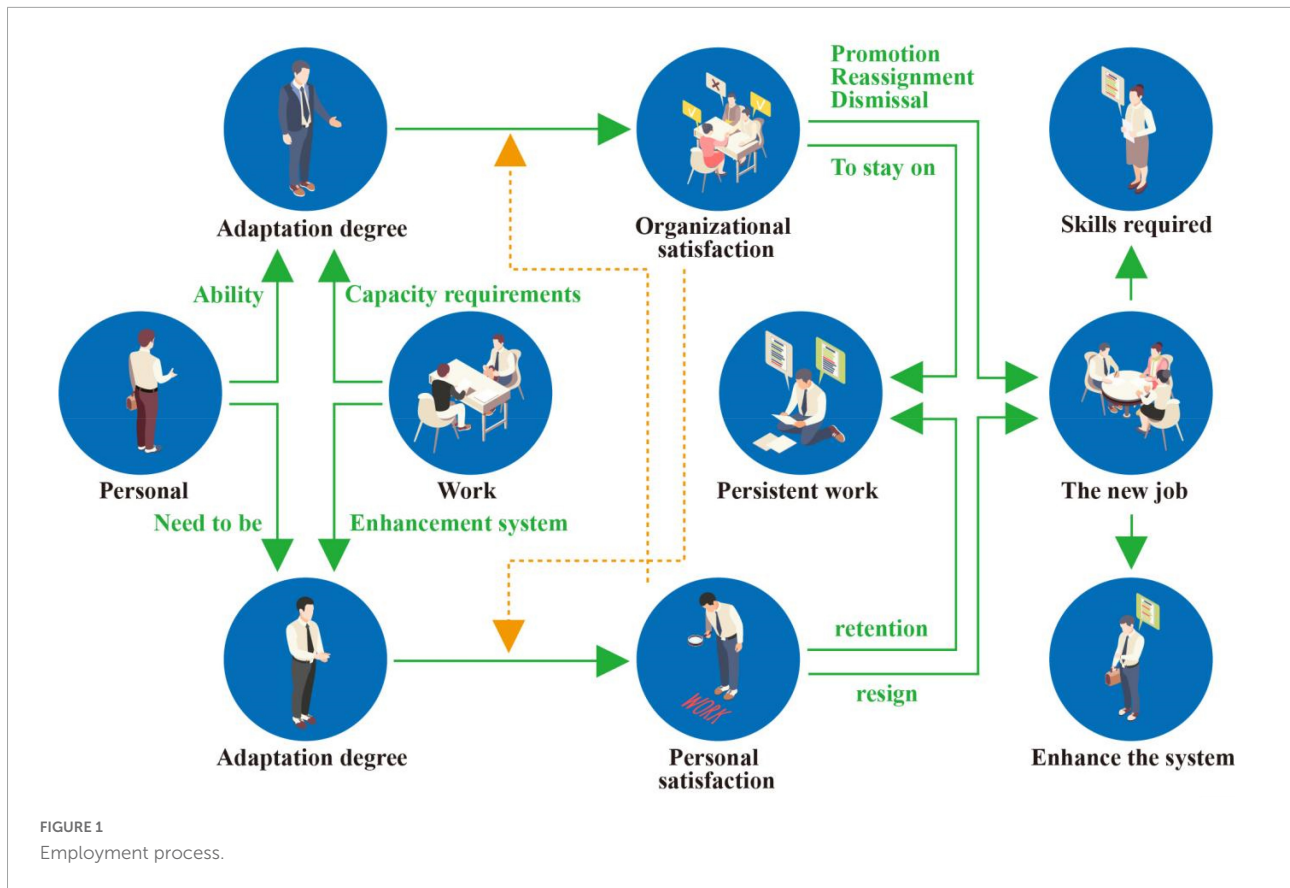 Promotion
Reassignment
Dismissal
To stay on
Adaptation degree
Organizational
satisfaction
Skills required
Ability
Capacity requirements
Personal
Work
Persistent work
The new job
Need to be
Enhancement system
retention
resign
WORK
Adaptation degree
Personal
satisfaction
Enhance the system
FIGURE 1
Employment process.